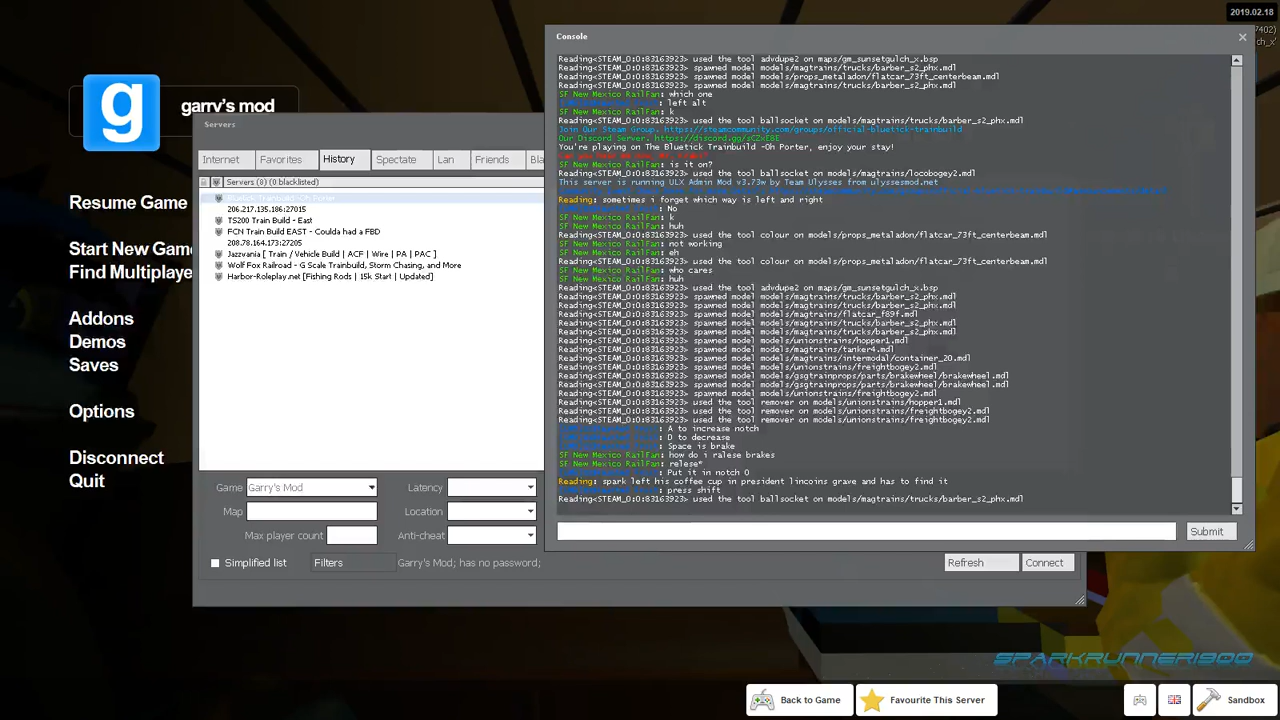 2019.02.18
7402)
ch_x
garry's mod
Resume Game
Start New Game
Find Multiplaye
Addons
Demos
Saves
Options
Disconnect
Quit
Servers
Internet
Favorites
History
Spectate
Lan
Friends
Bla
Servers (8) (0 blacklisted)
206.217.135.186:27015
TS200 Train Build - East
FCN Train Build EAST - Coulda had a FBD
208.78.164.173:27205
Jazzvania [ Train / Vehicle Build | ACF | Wire | PA | PAC ]
Wolf Fox Railroad - G Scale Trainbuild, Storm Chasing, and More
Harbor-Roleplay.net [Fishing Rods | 15k Start | Updated]
Game
Garry's Mod
Latency
Map
Location
Max player count
Anti-cheat
Simplified list
Filters
Garry's Mod; has no password;
Refresh
Connect
Console
Reading<STEAM_0:0:83163923> used the tool advdupe2 on maps/gm_sunsetgulch_x.bsp
Reading<STEAM_0:0:83163923> spawned model models/magtrains/trucks/barber_s2_phx.mdl
Reading<STEAM_0:0:83163923> spawned model models/props_metaladon/flatcar_73ft_centerbeam.mdl
Reading<STEAM_0:0:83163923> spawned model models/magtrains/trucks/barber_s2_phx.mdl
SF New Mexico RailFan: which one
: left alt
SF New Mexico RailFan: k
Reading<STEAM_0:0:83163923> used the tool ballsocket on models/magtrains/trucks/barber_s2_phx.mdl
Join Our Steam Group. https://steamcommunity.com/groups/official-bluetick-trainbuild
Our Discord Server. https://discord.gg/sCZxE8E
You're playing on The Bluetick Trainbuild -Oh Porter, enjoy your stay!
SF New Mexico RailFan: is it on?
Reading<STEAM_0:0:83163923> used the tool ballsocket on models/magtrains/locobogey2.mdl
This server is running ULX Admin Mod v3.73w by Team Ulysses from ulyssesmod.net
Reading: sometimes i forget which way is left and right
: No
SF New Mexico RailFan: k
SF New Mexico RailFan: huh
Reading<STEAM_0:0:83163923> used the tool colour on models/props_metaladon/flatcar_73ft_centerbeam.mdl
SF New Mexico RailFan: not working
SF New Mexico RailFan: eh
Reading<STEAM_0:0:83163923> used the tool colour on models/props_metaladon/flatcar_73ft_centerbeam.mdl
SF New Mexico RailFan: who cares
SF New Mexico RailFan: huh
Reading<STEAM_0:0:83163923> used the tool advdupe2 on maps/gm_sunsetgulch_x.bsp
Reading<STEAM_0:0:83163923> spawned model models/magtrains/trucks/barber_s2_phx.mdl
Reading<STEAM_0:0:83163923> spawned model models/magtrains/trucks/barber_s2_phx.mdl
Reading<STEAM_0:0:83163923> spawned model models/magtrains/flatcar_f89f.mdl
Reading<STEAM_0:0:83163923> spawned model models/magtrains/trucks/barber_s2_phx.mdl
Reading<STEAM_0:0:83163923> spawned model models/magtrains/trucks/barber_s2_phx.mdl
Reading<STEAM_0:0:83163923> spawned model models/unionstrains/hopper1.mdl
Reading<STEAM_0:0:83163923> spawned model models/magtrains/tanker4.mdl
Reading<STEAM_0:0:83163923> spawned model models/magtrains/intermodal/container_20.mdl
Reading<STEAM_0:0:83163923> spawned model models/unionstrains/freightbogey2.mdl
Reading<STEAM_0:0:83163923> spawned model models/gsgtrainprops/parts/brakewheel/brakewheel.mdl
Reading<STEAM_0:0:83163923> spawned model models/gsgtrainprops/parts/brakewheel/brakewheel.mdl
Reading<STEAM_0:0:83163923> spawned model models/unionstrains/freightbogey2.mdl
Reading<STEAM_0:0:83163923> used the tool remover on models/unionstrains/hopper1.mdl
Reading<STEAM_0:0:83163923> used the tool remover on models/unionstrains/freightbogey2.mdl
Reading<STEAM_0:0:83163923> used the tool remover on models/unionstrains/freightbogey2.mdl
: A to increase notch
: D to decrease
: Space is brake
SF New Mexico RailFan: how do i ralese brakes
SF New Mexico RailFan: relese*
: Put it in notch 0
Reading: spark left his coffee cup in president lincoins grave and has to find it
: press shift
Reading<STEAM_0:0:83163923> used the tool ballsocket on models/magtrains/trucks/barber_s2_phx.mdl
Submit
SPARKRUNNER1900
Back to Game
Favourite This Server
Sandbox